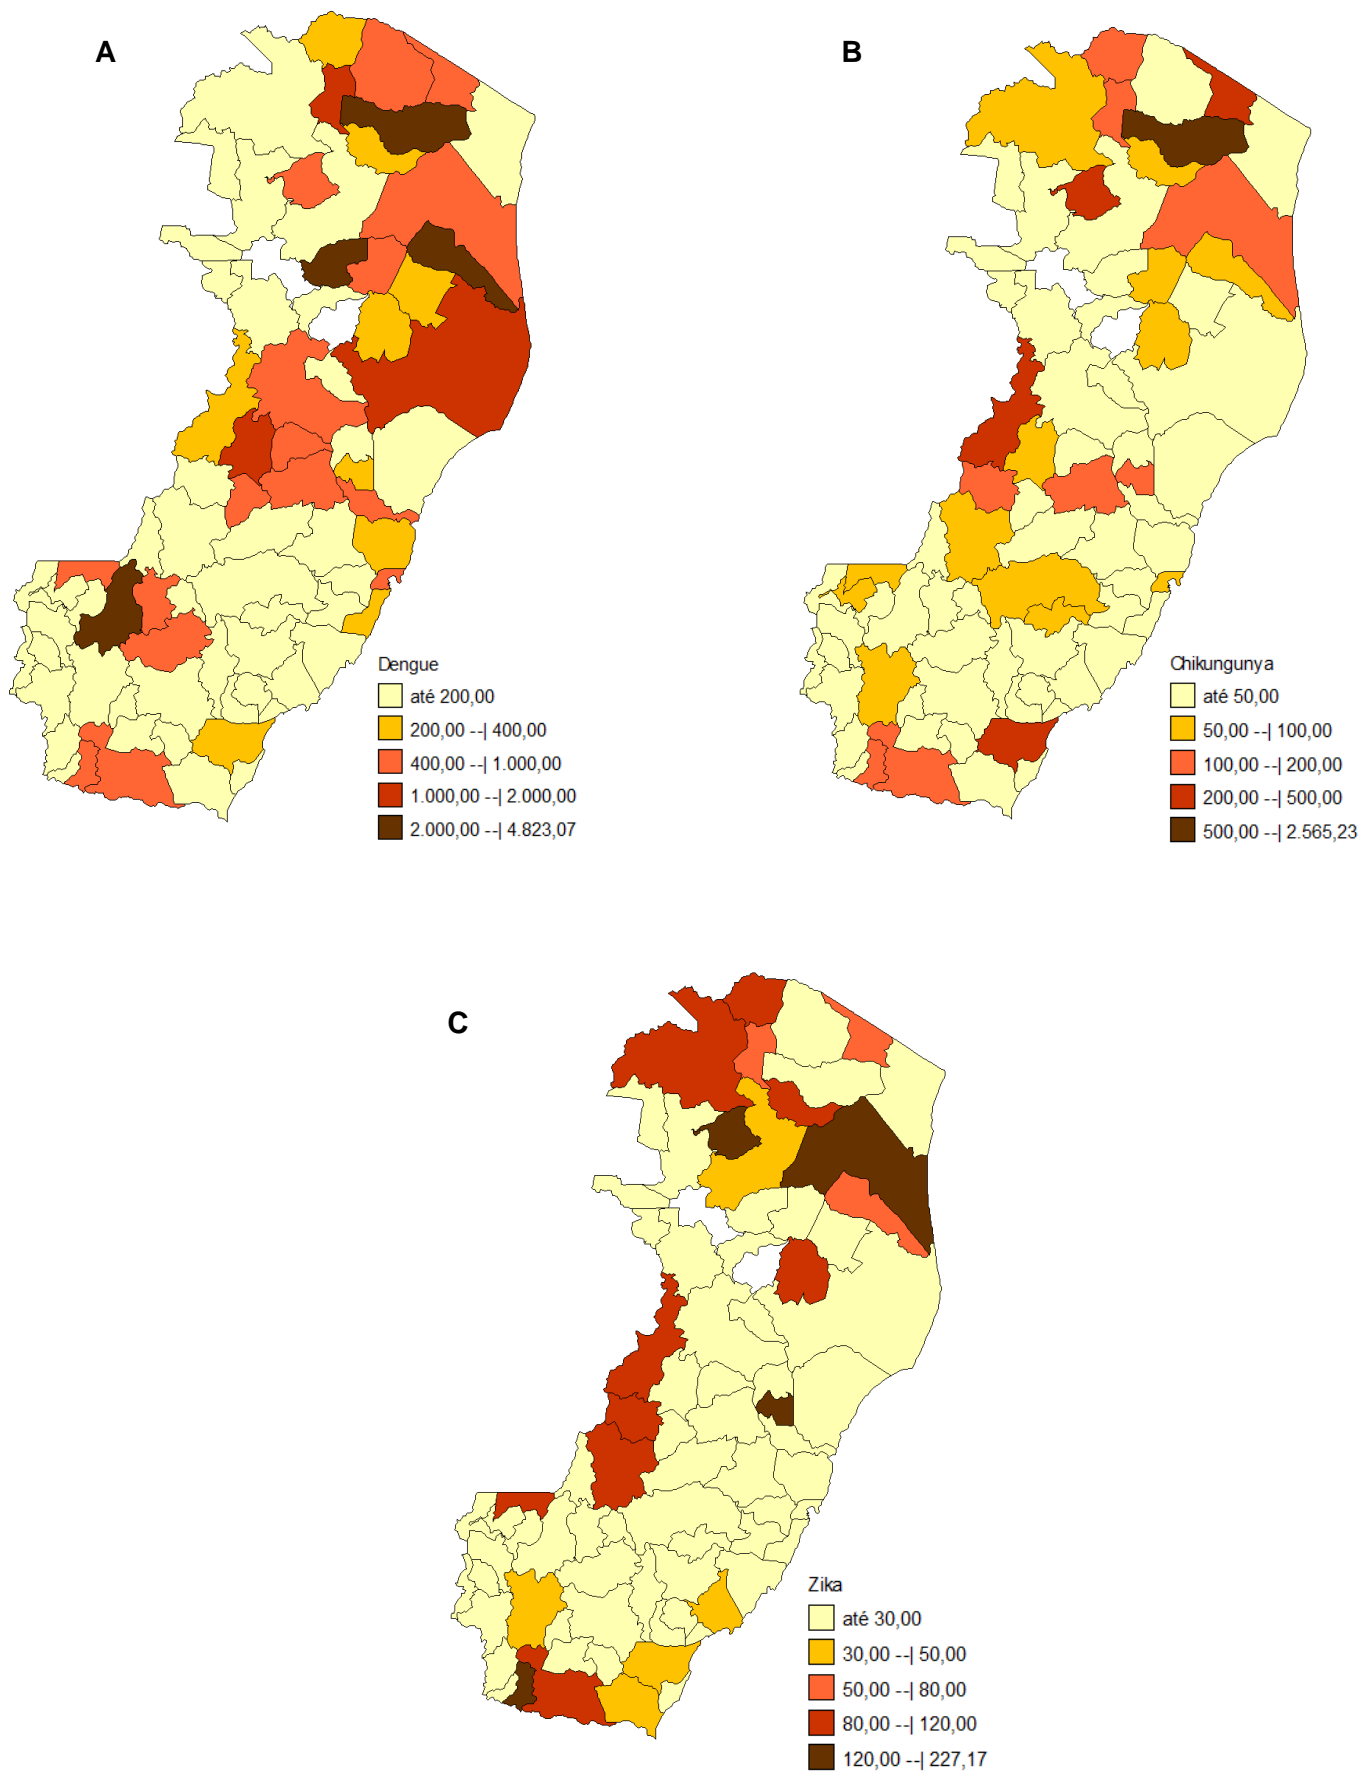 A
B
Dengue
até 200,00
200,00 --| 400,00
400,00 --| 1.000,00
1.000,00 --| 2.000,00
2.000,00 --| 4.823,07
Chikungunya
até 50,00
50,00 --| 100,00
100,00 --| 200,00
200,00 --| 500,00
500,00 --| 2.565,23
C
Zika
até 30,00
30,00 --| 50,00
50,00 --| 80,00
80,00 --| 120,00
120,00 --| 227,17